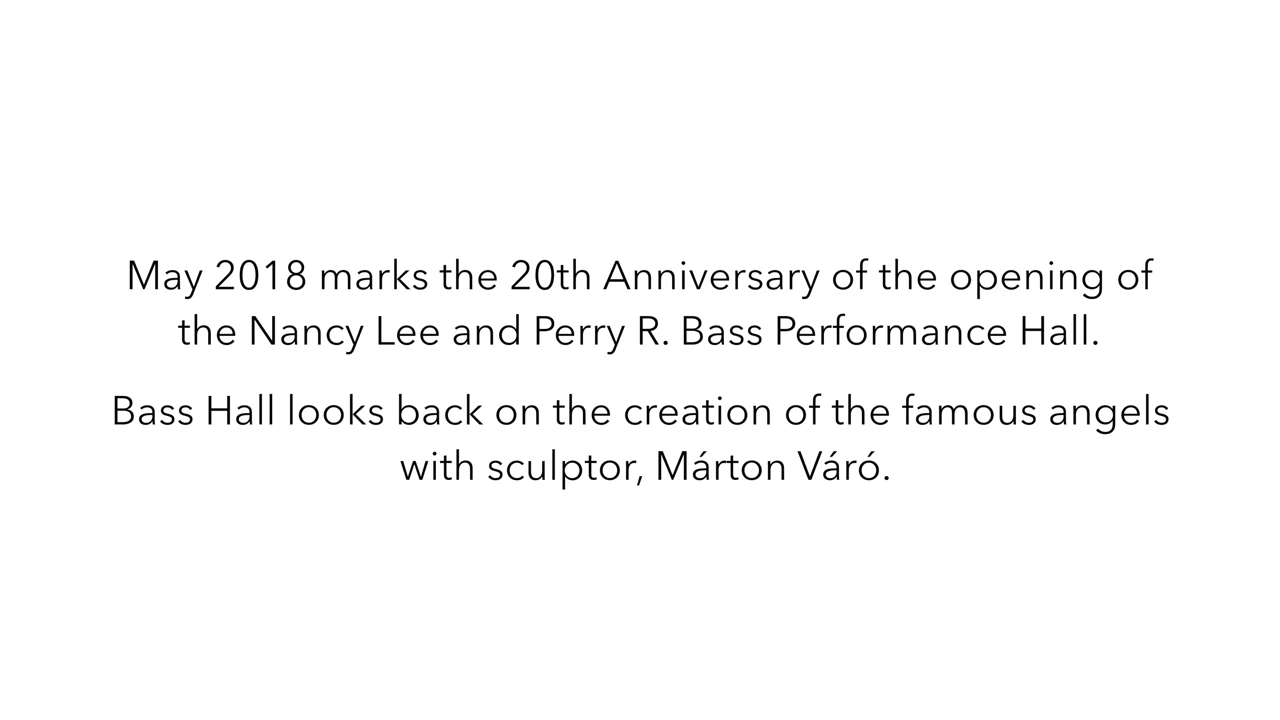 May 2018 marks the 20th Anniversary of the opening of
the Nancy Lee and Perry R. Bass Performance Hall.
Bass Hall looks back on the creation of the famous angels
with sculptor, Márton Váró.